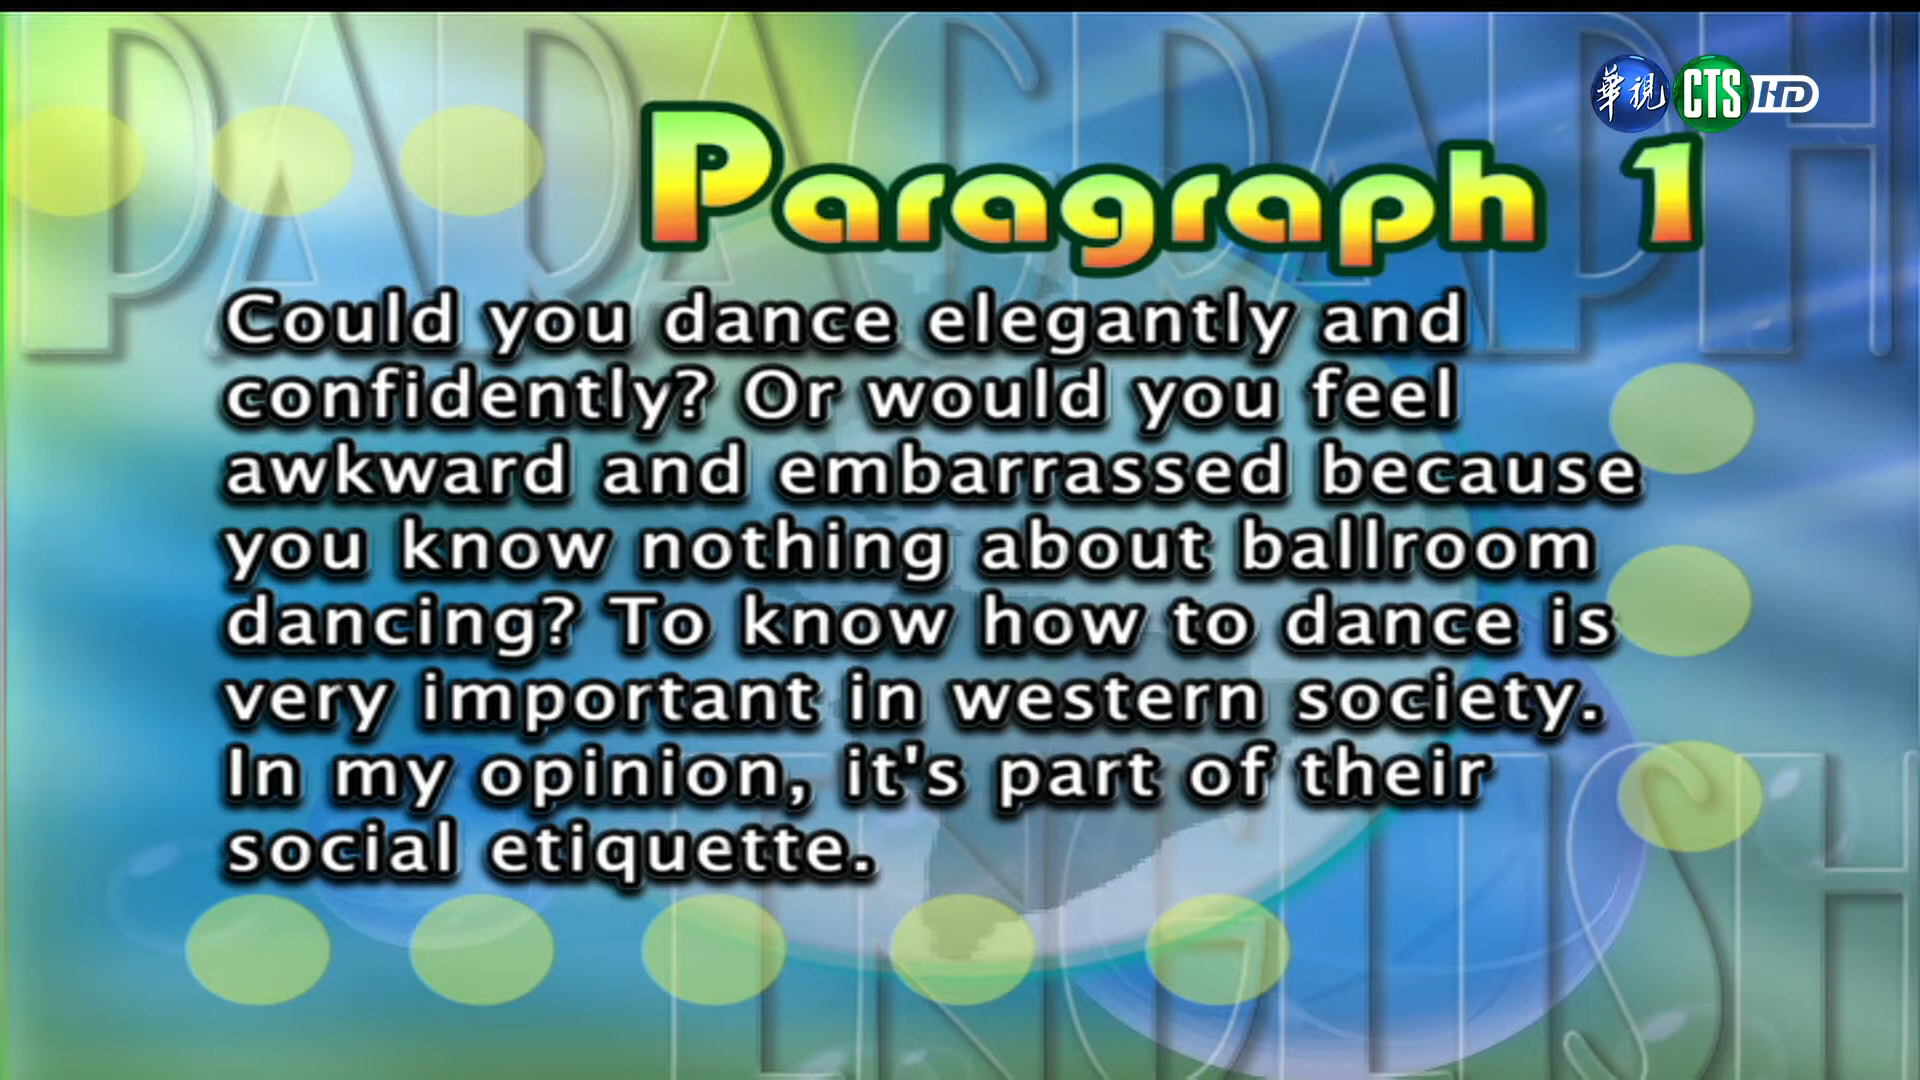 華視 CTS HD
Paragraph 1
Could you dance elegantly and
confidently? Or would you feel
awkward and embarrassed because
you know nothing about ballroom
dancing? To know how to dance is
very important in western society.
In my opinion, it's part of their
social etiquette.
PARAGRAPH
ENGLISH